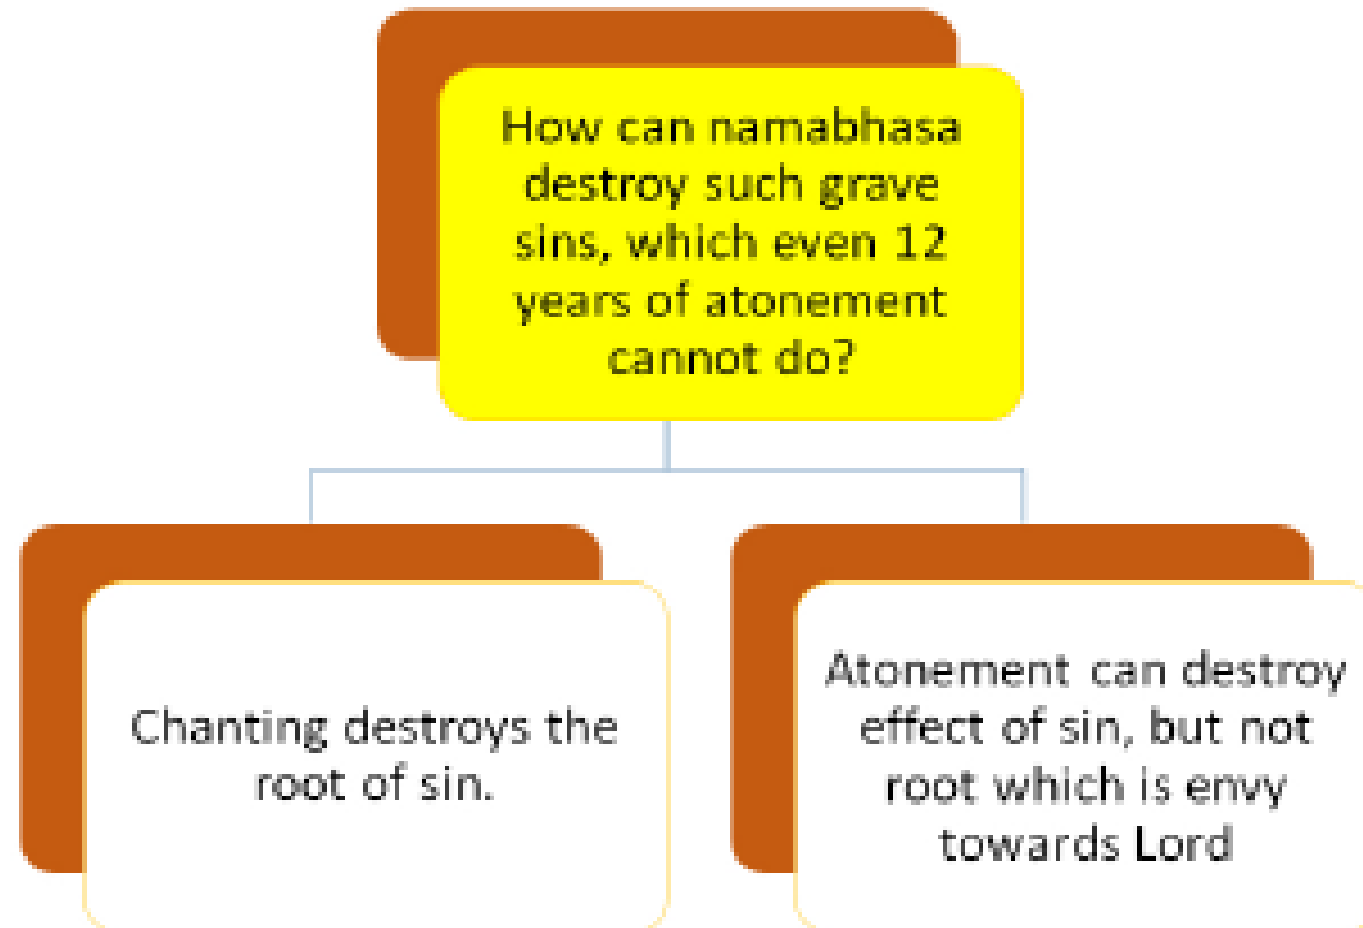 How can namabhasa
destroy such grave
sins, which even 12
years of atonement
cannot do?
Chanting destroys the
root of sin.
Atonement can destroy
effect of sin, but not
root which is envy
towards Lord